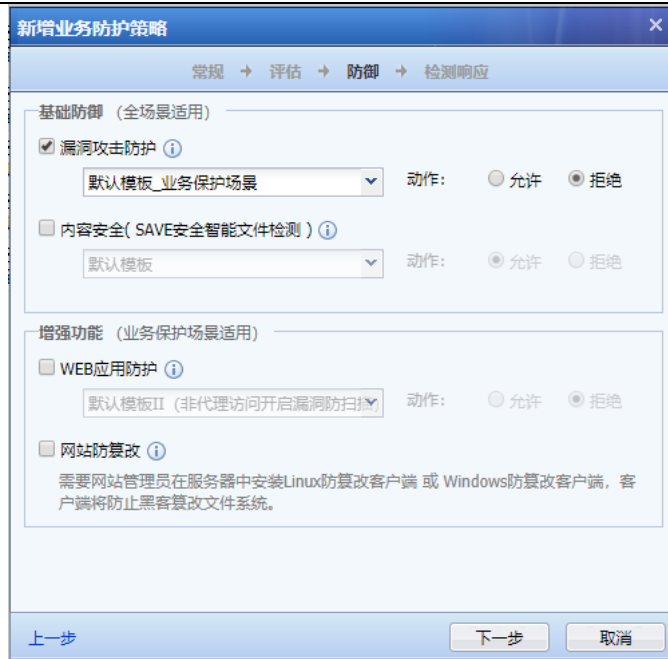 新增业务防护策略
常规 → 评估 → 防御 → 检测响应
基础防御 （全场景适用）
漏洞攻击防护
默认模板_业务保护场景 动作： 允许 拒绝
内容安全( SAVE安全智能文件检测 )
默认模板 动作： 允许 拒绝
增强功能 （业务保护场景适用）
WEB应用防护
默认模板II（非代理访问开启漏洞防扫描） 动作： 允许 拒绝
网站防篡改
需要网站管理员在服务器中安装Linux防篡改客户端 或 Windows防篡改客户端，客
户端将防止黑客篡改文件系统。
上一步 下一步 取消